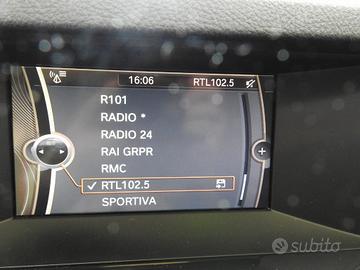 16:06 RTL102.5
R101
RADIO *
RADIO 24
RAI GRPR
RMC
RTL102.5
SPORTIVA
subito